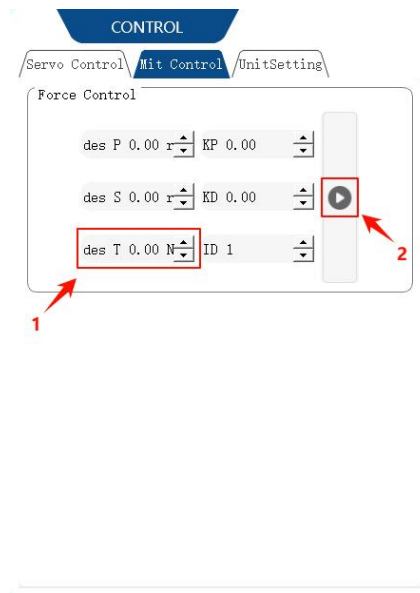 CONTROL
Servo Control Mit Control UnitSetting
Force Control
des P 0.00 r KP 0.00
des S 0.00 r KD 0.00
2
des T 0.00 N ID 1
1